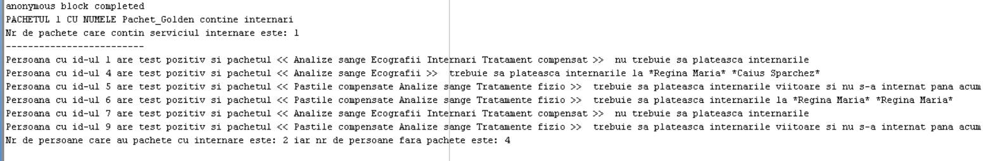 anonymous block completed
PACHETUL 1 CU NUMELE Pachet_Golden contine internari
Nr de pachete care contin serviciul internare este: 1
-------------------------
Persoana cu id-ul 1 are test pozitiv si pachetul << Analize sange Ecografii Internari Tratament compensat >>  nu trebuie sa plateasca internarile
Persoana cu id-ul 4 are test pozitiv si pachetul << Analize sange Ecografii >>  trebuie sa plateasca internarile la *Regina Maria* *Caius Sparchez*
Persoana cu id-ul 5 are test pozitiv si pachetul << Pastile compensate Analize sange Tratamente fizio >>  trebuie sa plateasca internarile viitoare si nu s-a internat pana acum
Persoana cu id-ul 6 are test pozitiv si pachetul << Pastile compensate Analize sange Tratamente fizio >>  trebuie sa plateasca internarile la *Regina Maria* *Regina Maria*
Persoana cu id-ul 7 are test pozitiv si pachetul << Analize sange Ecografii Internari Tratament compensat >>  nu trebuie sa plateasca internarile
Persoana cu id-ul 9 are test pozitiv si pachetul << Pastile compensate Analize sange Tratamente fizio >>  trebuie sa plateasca internarile viitoare si nu s-a internat pana acum
Nr de persoane care au pachete cu internare este: 2 iar nr de persoane fara pachete este: 4